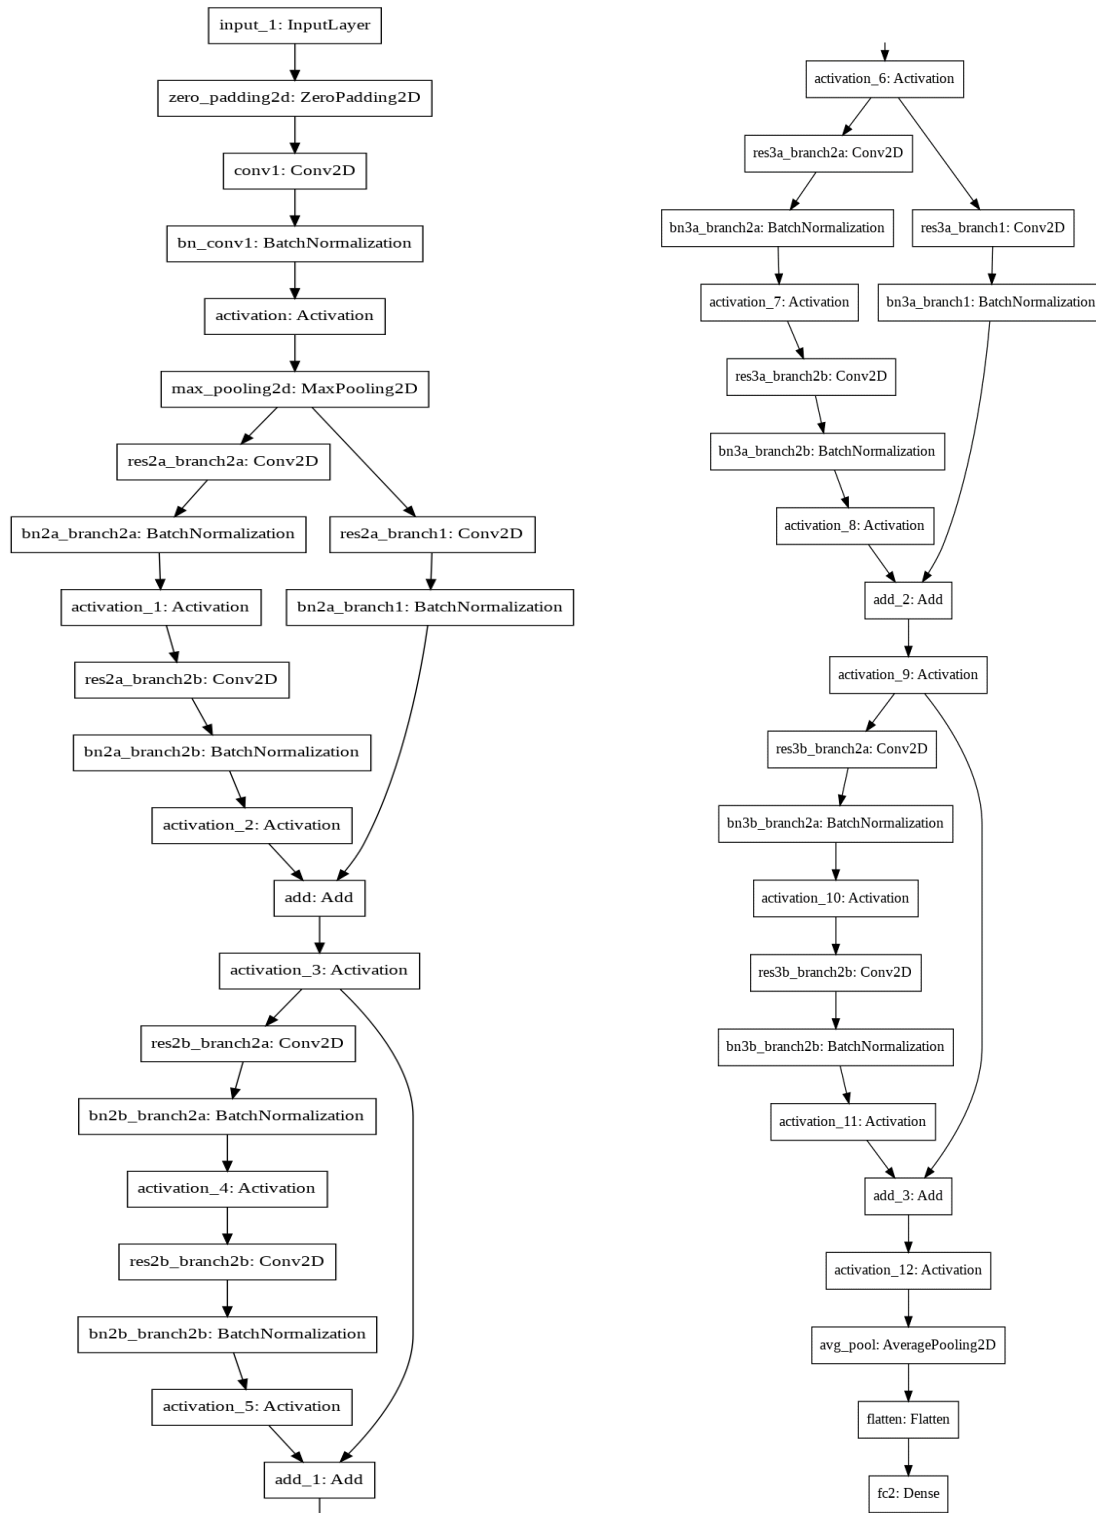 input_1: InputLayer
zero_padding2d: ZeroPadding2D
conv1: Conv2D
bn_conv1: BatchNormalization
activation: Activation
max_pooling2d: MaxPooling2D
res2a_branch2a: Conv2D
bn2a_branch2a: BatchNormalization
res2a_branch1: Conv2D
activation_1: Activation
bn2a_branch1: BatchNormalization
res2a_branch2b: Conv2D
bn2a_branch2b: BatchNormalization
activation_2: Activation
add: Add
activation_3: Activation
res2b_branch2a: Conv2D
bn2b_branch2a: BatchNormalization
activation_4: Activation
res2b_branch2b: Conv2D
bn2b_branch2b: BatchNormalization
activation_5: Activation
add_1: Add
activation_6: Activation
res3a_branch2a: Conv2D
bn3a_branch2a: BatchNormalization
res3a_branch1: Conv2D
activation_7: Activation
bn3a_branch1: BatchNormalization
res3a_branch2b: Conv2D
bn3a_branch2b: BatchNormalization
activation_8: Activation
add_2: Add
activation_9: Activation
res3b_branch2a: Conv2D
bn3b_branch2a: BatchNormalization
activation_10: Activation
res3b_branch2b: Conv2D
bn3b_branch2b: BatchNormalization
activation_11: Activation
add_3: Add
activation_12: Activation
avg_pool: AveragePooling2D
flatten: Flatten
fc2: Dense